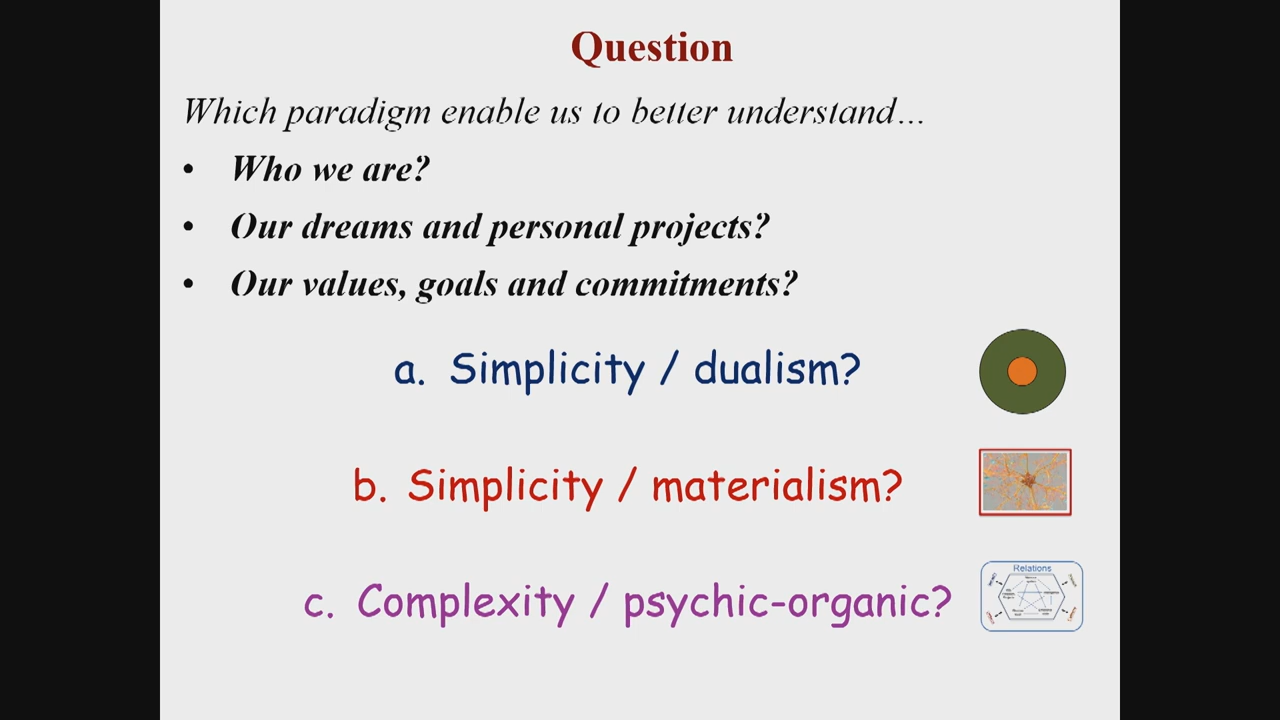 Question
Which paradigm enable us to better understand…
• Who we are?
• Our dreams and personal projects?
• Our values, goals and commitments?
a. Simplicity / dualism?
b. Simplicity / materialism?
c. Complexity / psychic-organic?
Relations